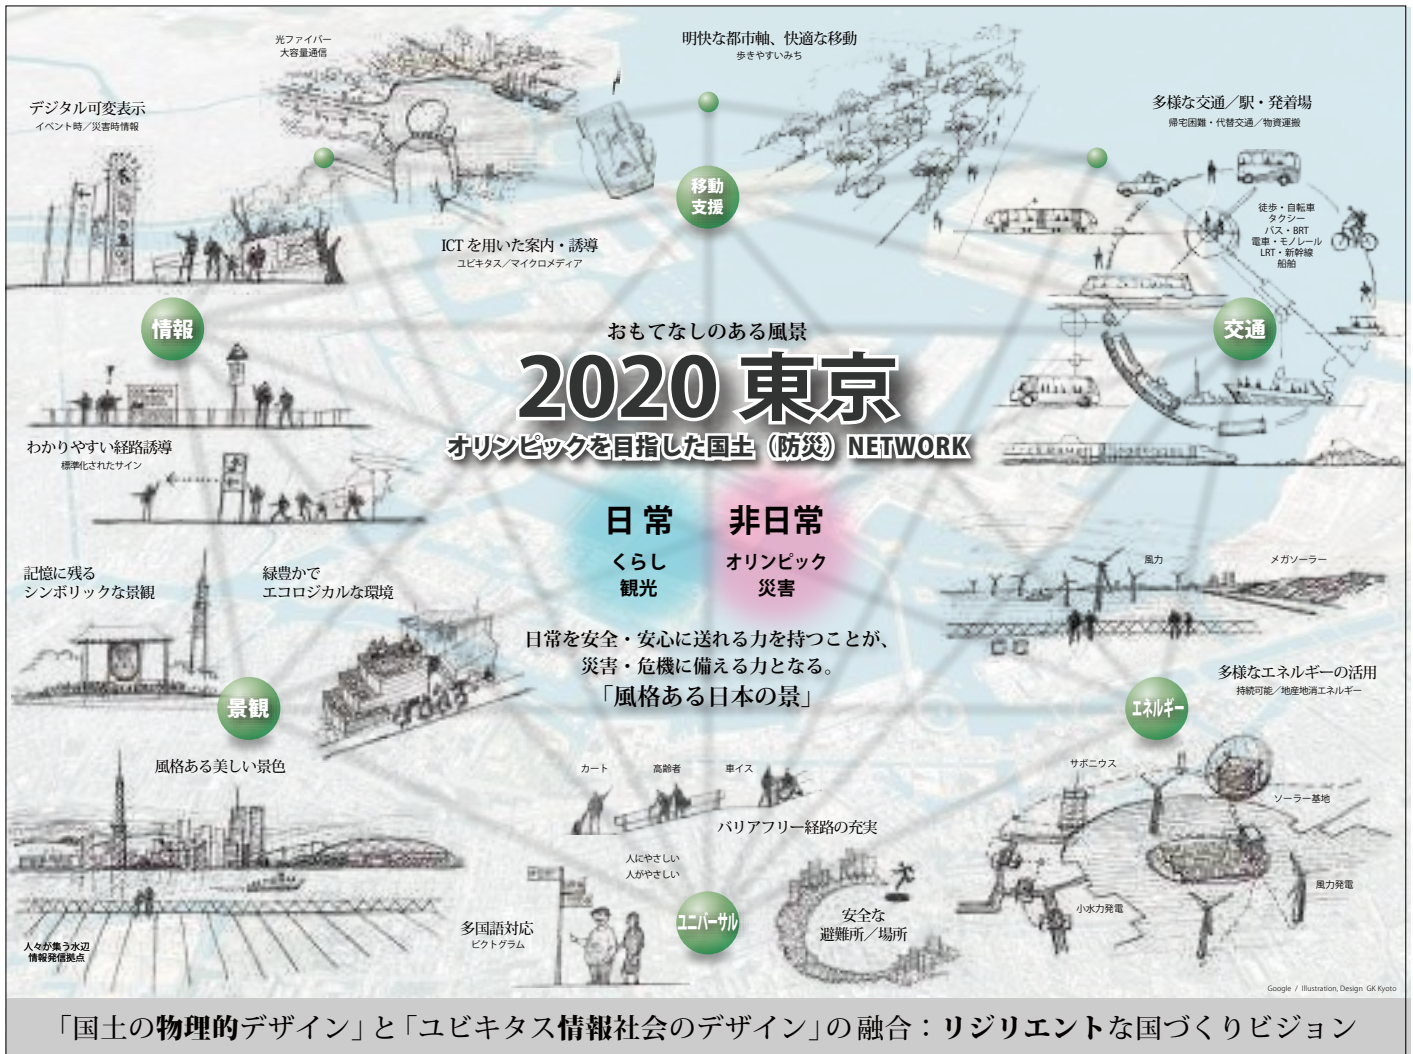 光ファイバー
大容量通信
明快な都市軸、快適な移動
歩きやすいみち
デジタル可変表示
イベント時／災害時情報
多様な交通／駅・発着場
帰宅困難・代替交通／物資運搬
移動
支援
徒歩・自転車
タクシー
バス・BRT
電車・モノレール
LRT・新幹線
船舶
ICTを用いた案内・誘導
ユビキタス／マイクロメディア
情報
交通
おもてなしのある風景
2020 東京
オリンピックを目指した国土（防災）NETWORK
わかりやすい経路誘導
標準化されたサイン
日常
くらし
観光
非日常
オリンピック
災害
記憶に残る
シンボリックな景観
緑豊かで
エコロジカルな環境
風力
メガソーラー
日常を安全・安心に送れる力を持つことが、
災害・危機に備える力となる。
「風格ある日本の景」
多様なエネルギーの活用
持続可能／地産地消エネルギー
景観
エネルギー
風格ある美しい景色
カート
高齢者
車イス
バリアフリー経路の充実
サボニウス
ソーラー基地
風力発電
小水力発電
人にやさしい
人がやさしい
ユニバーサル
多国語対応
ピクトグラム
安全な
避難所／場所
人々が集う水辺
情報発信拠点
Google / Illustration, Design GK Kyoto
「国土の物理的デザイン」と「ユビキタス情報社会のデザイン」の融合：リジリエントな国づくりビジョン